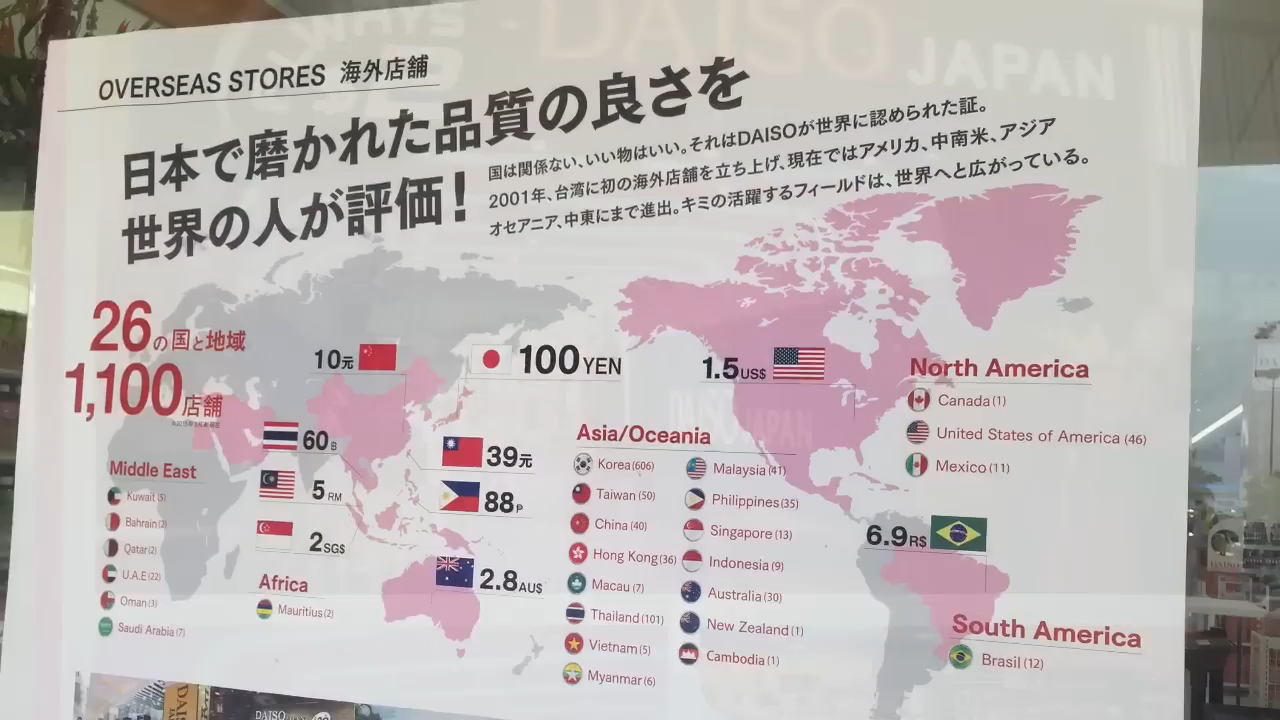 DAISO
JAPAN
OVERSEAS STORES 海外店舗
日本で磨かれた品質の良さを
世界の人が評価！
国は関係ない、いい物はいい。それはDAISOが世界に認められた証。
2001年、台湾に初の海外店舗を立ち上げ、現在ではアメリカ、中南米、アジア
オセアニア、中東にまで進出。キミの活躍するフィールドは、世界へと広がっている。
26の国と地域
1,100店舗
10元
100YEN
1.5US$
60฿
39元
5RM
88₱
2SG$
2.8AU$
6.9R$
Middle East
Kuwait(5)
Bahrain(2)
Qatar(2)
U.A.E(22)
Oman(3)
Saudi Arabia(7)
Africa
Mauritius(2)
Asia/Oceania
Korea(606)
Taiwan(50)
China(40)
Hong Kong(36)
Macau(7)
Thailand(101)
Vietnam(5)
Myanmar(6)
Malaysia(41)
Philippines(35)
Singapore(13)
Indonesia(9)
Australia(30)
New Zealand(1)
Cambodia(1)
North America
Canada(1)
United States of America(46)
Mexico(11)
South America
Brasil(12)
DAISO JAPAN
DAISO